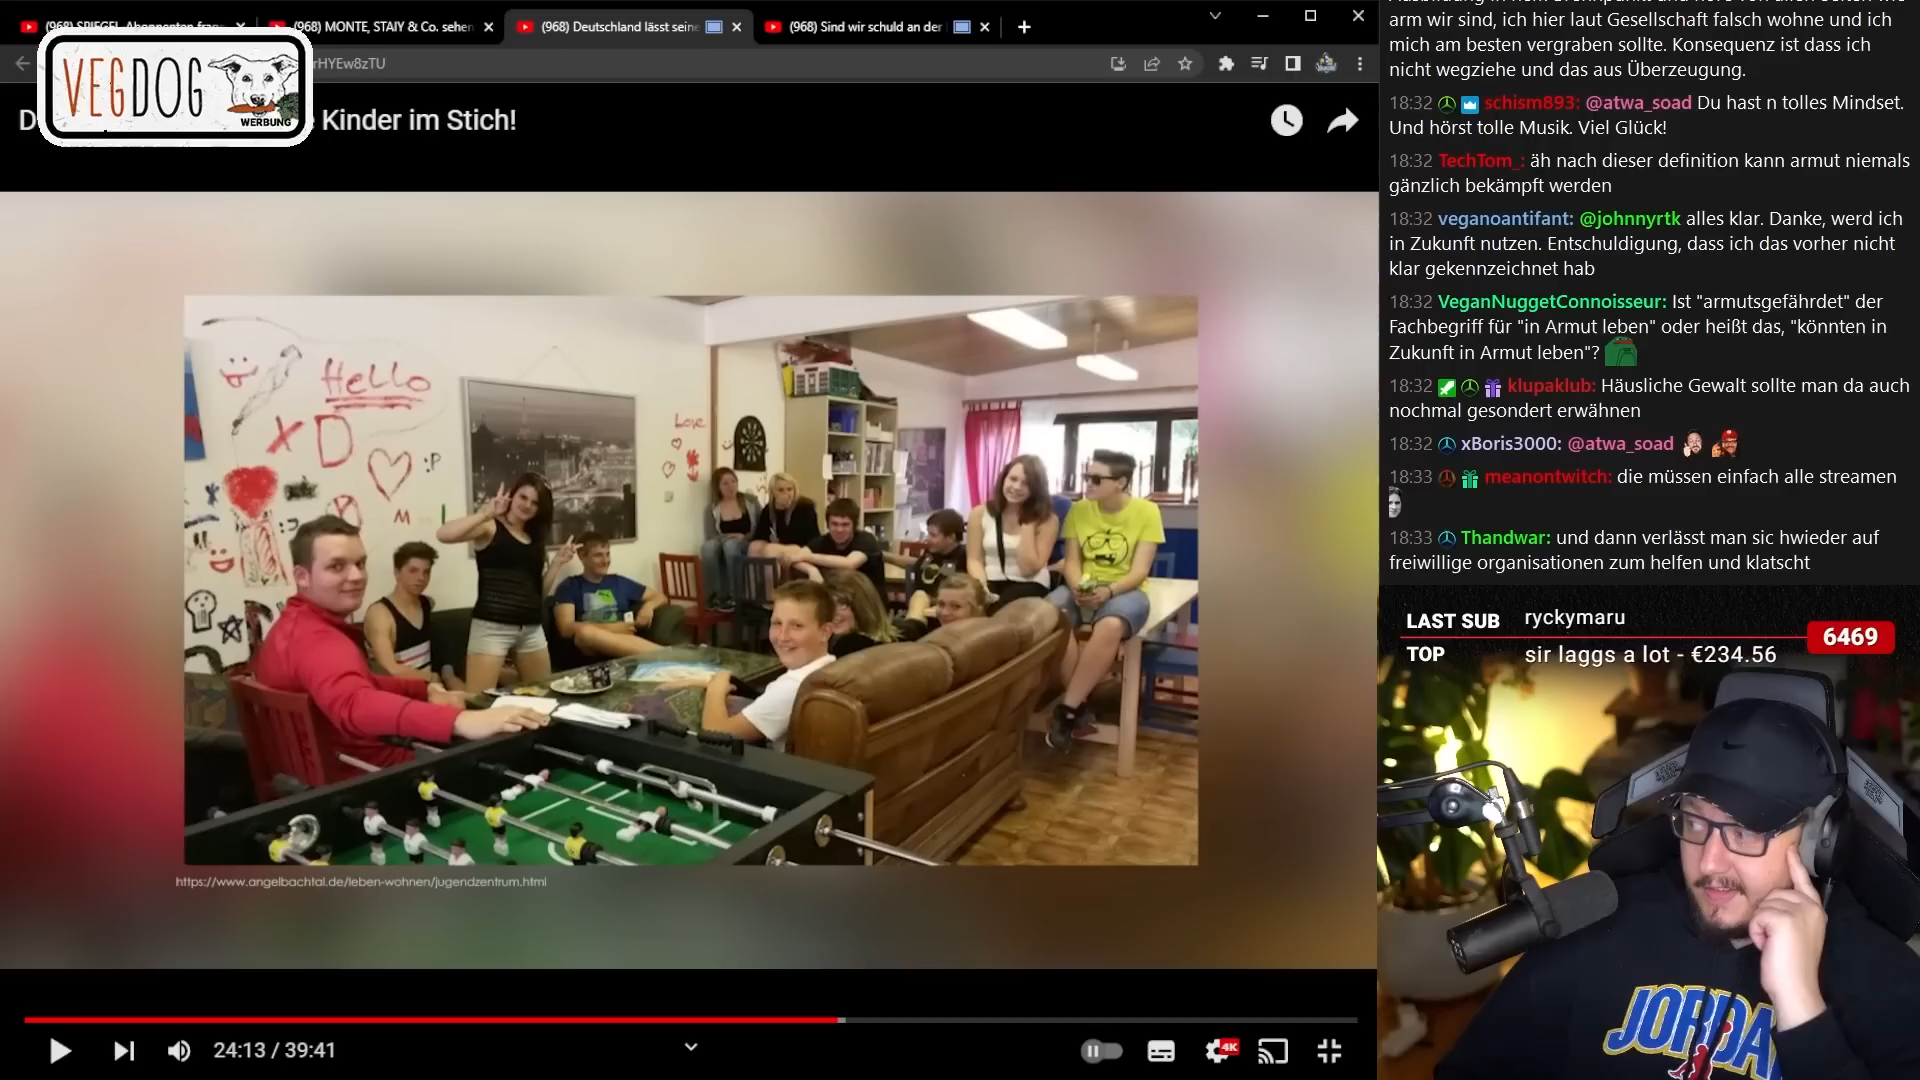 (968) SPIEGEL-Abonnenten frag
(968) MONTE, STAIY & Co. sehen
(968) Deutschland lässt seine
(968) Sind wir schuld an der
rHYEw8zTU
VEGDOG
WERBUNG
D
Kinder im Stich!
Hello
XD
:P
Love
M
https://www.angelbachtal.de/leben-wohnen/jugendzentrum.html
24:13 / 39:41
4K
arm wir sind, ich hier laut Gesellschaft falsch wohne und ich
mich am besten vergraben sollte. Konsequenz ist dass ich
nicht wegziehe und das aus Überzeugung.
18:32 schism893: @atwa_soad Du hast n tolles Mindset.
Und hörst tolle Musik. Viel Glück!
18:32 TechTom_: äh nach dieser definition kann armut niemals
gänzlich bekämpft werden
18:32 veganoantifant: @johnnyrtk alles klar. Danke, werd ich
in Zukunft nutzen. Entschuldigung, dass ich das vorher nicht
klar gekennzeichnet hab
18:32 VeganNuggetConnoisseur: Ist "armutsgefährdet" der
Fachbegriff für "in Armut leben" oder heißt das, "könnten in
Zukunft in Armut leben"?
18:32 klupaklub: Häusliche Gewalt sollte man da auch
nochmal gesondert erwähnen
18:32 xBoris3000: @atwa_soad
18:33 meanontwitch: die müssen einfach alle streamen
18:33 Thandwar: und dann verlässt man sic hwieder auf
freiwillige organisationen zum helfen und klatscht
LAST SUB ryckymaru
6469
TOP sir laggs a lot - €234.56
JORDA